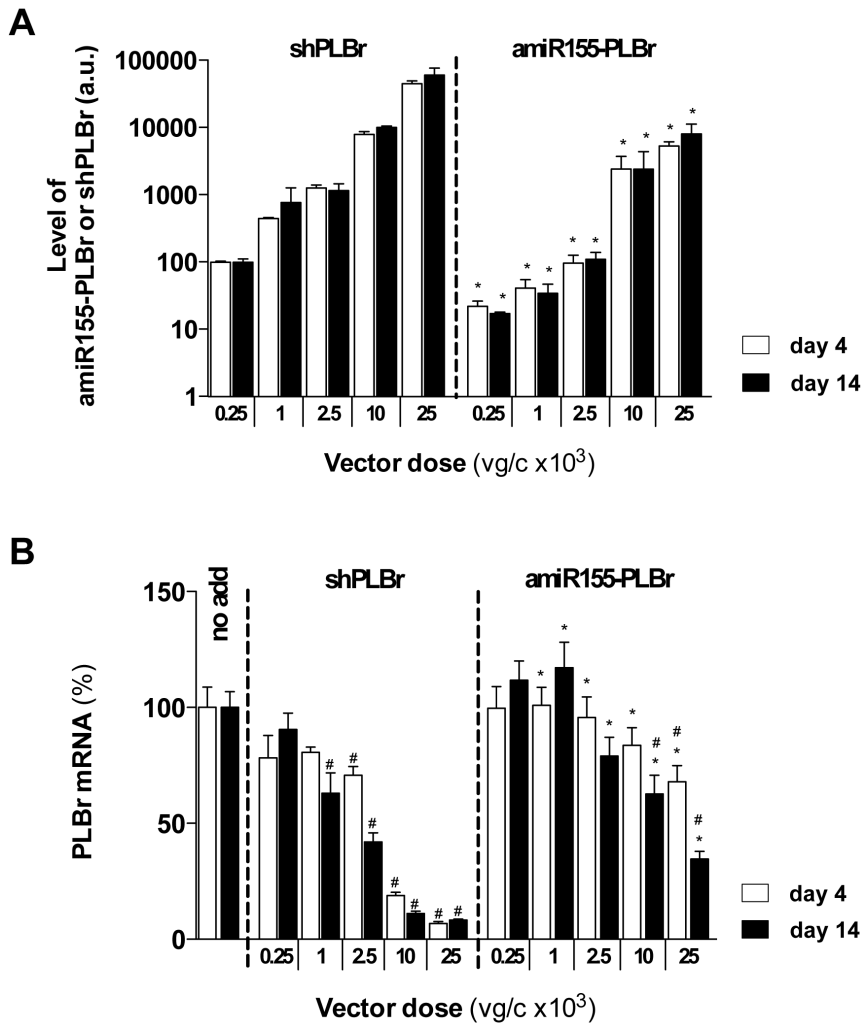 A
shPLBr
amiR155-PLBr
Level of
amiR155-PLBr or shPLBr (a.u.)
100000
10000
1000
100
10
1
* * * * * * * * * *
0.25 1 2.5 10 25 0.25 1 2.5 10 25
Vector dose (vg/c x10³)
day 4
day 14
B
no add
shPLBr
amiR155-PLBr
PLBr mRNA (%)
150
100
50
0
# # # # # # #
* * * * * # * # * # *
0.25 1 2.5 10 25 0.25 1 2.5 10 25
Vector dose (vg/c x10³)
day 4
day 14